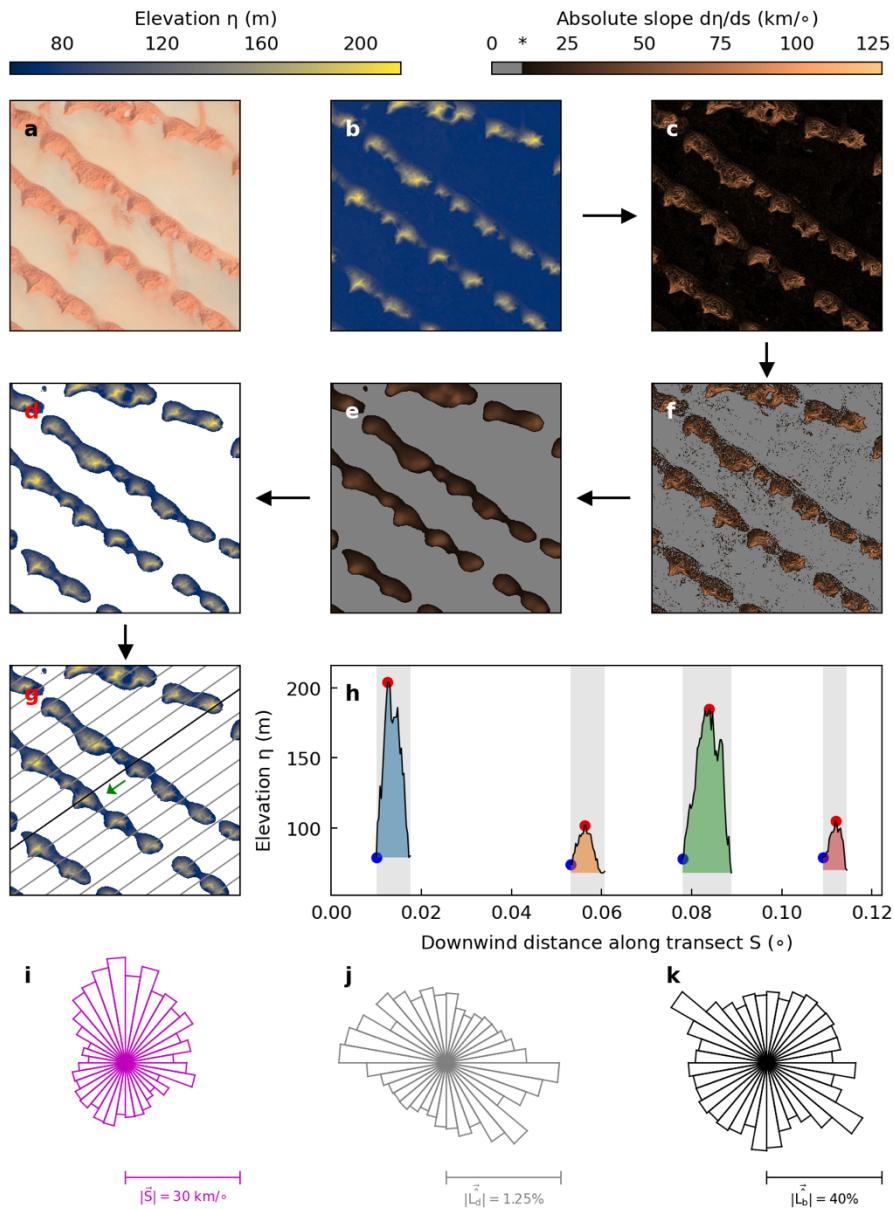 Elevation η (m)
80 120 160 200
Absolute slope dη/ds (km/∘)
0 * 25 50 75 100 125
a
b
c
d
e
f
g
h
Elevation η (m)
200
150
100
0.00 0.02 0.04 0.06 0.08 0.10 0.12
Downwind distance along transect S (∘)
i
j
k
|S⃗| = 30 km/∘
|L̂⃗_d| = 1.25%
|L̂⃗_b| = 40%